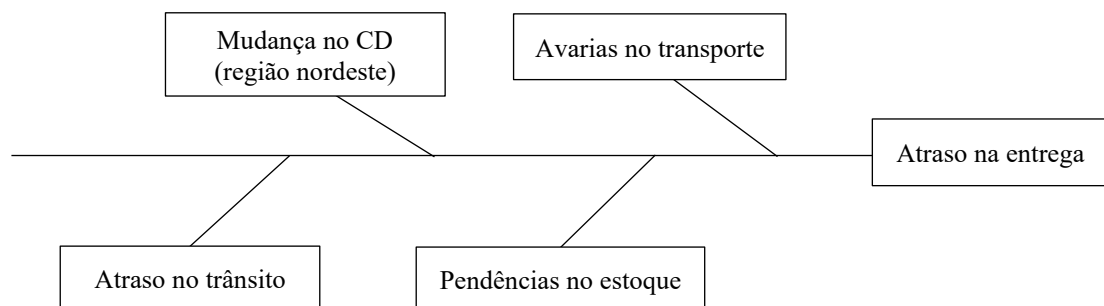 Mudança no CD
(região nordeste)
Avarias no transporte
Atraso na entrega
Atraso no trânsito
Pendências no estoque